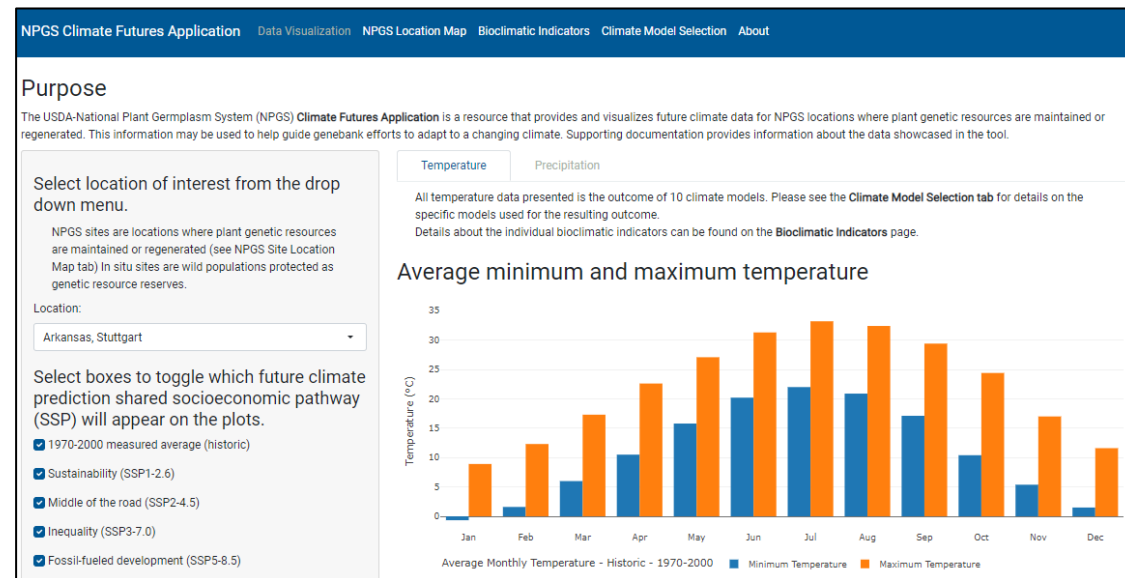 NPGS Climate Futures Application Data Visualization NPGS Location Map Bioclimatic Indicators Climate Model Selection About
Purpose
The USDA-National Plant Germplasm System (NPGS) Climate Futures Application is a resource that provides and visualizes future climate data for NPGS locations where plant genetic resources are maintained or
regenerated. This information may be used to help guide genebank efforts to adapt to a changing climate. Supporting documentation provides information about the data showcased in the tool.
Select location of interest from the drop
down menu.
NPGS sites are locations where plant genetic resources
are maintained or regenerated (see NPGS Site Location
Map tab) In situ sites are wild populations protected as
genetic resource reserves.
Location:
Arkansas, Stuttgart
Select boxes to toggle which future climate
prediction shared socioeconomic pathway
(SSP) will appear on the plots.
1970-2000 measured average (historic)
Sustainability (SSP1-2.6)
Middle of the road (SSP2-4.5)
Inequality (SSP3-7.0)
Fossil-fueled development (SSP5-8.5)
Temperature Precipitation
All temperature data presented is the outcome of 10 climate models. Please see the Climate Model Selection tab for details on the
specific models used for the resulting outcome.
Details about the individual bioclimatic indicators can be found on the Bioclimatic Indicators page.
Average minimum and maximum temperature
Temperature (°C)
35
30
25
20
15
10
5
0
Jan Feb Mar Apr May Jun Jul Aug Sep Oct Nov Dec
Average Monthly Temperature - Historic - 1970-2000 Minimum Temperature Maximum Temperature